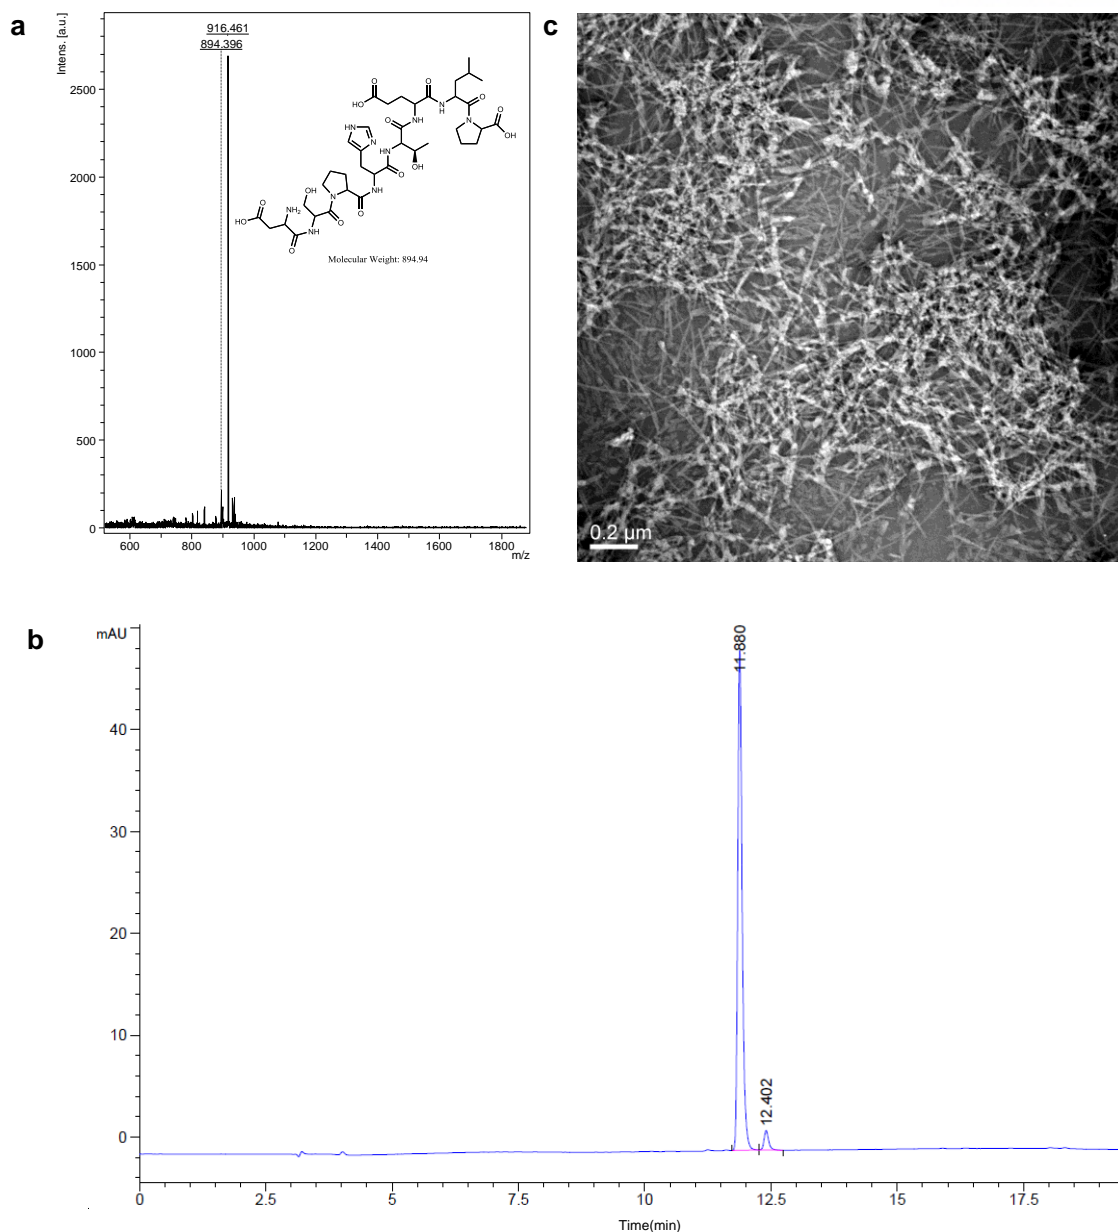 a
916.461
894.396
Intens. [a.u.]
2500
2000
1500
1000
500
0
600
800
1000
1200
1400
1600
1800
m/z
O
HO
O
N
H
O
N
O
OH
O
NH
O
HN
N
NH
OH
O
NH
O
OH
N
O
O
HO
NH2
O
N
H
Molecular Weight: 894.94
c
0.2 µm
b
mAU
40
30
20
10
0
11.880
12.402
0
2.5
5
7.5
10
12.5
15
17.5
Time(min)